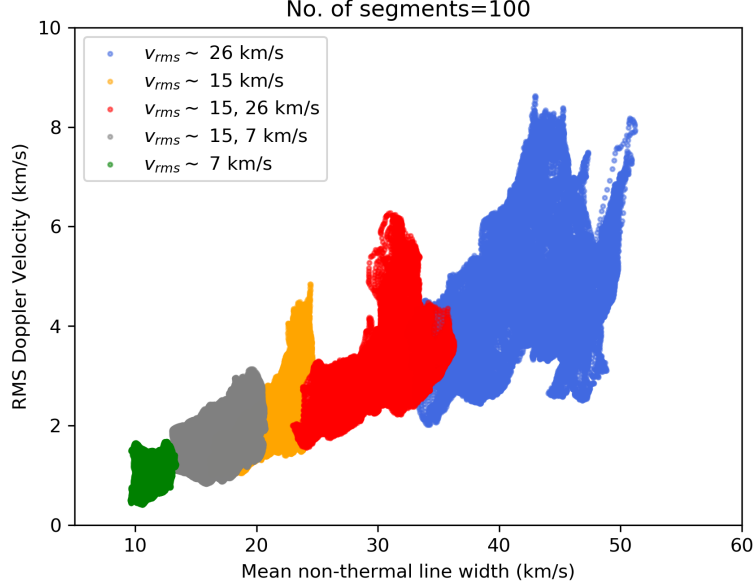 No. of segments=100
10
8
6
4
2
0
RMS Doppler Velocity (km/s)
v_rms ~ 26 km/s
v_rms ~ 15 km/s
v_rms ~ 15, 26 km/s
v_rms ~ 15, 7 km/s
v_rms ~ 7 km/s
10 20 30 40 50 60
Mean non-thermal line width (km/s)